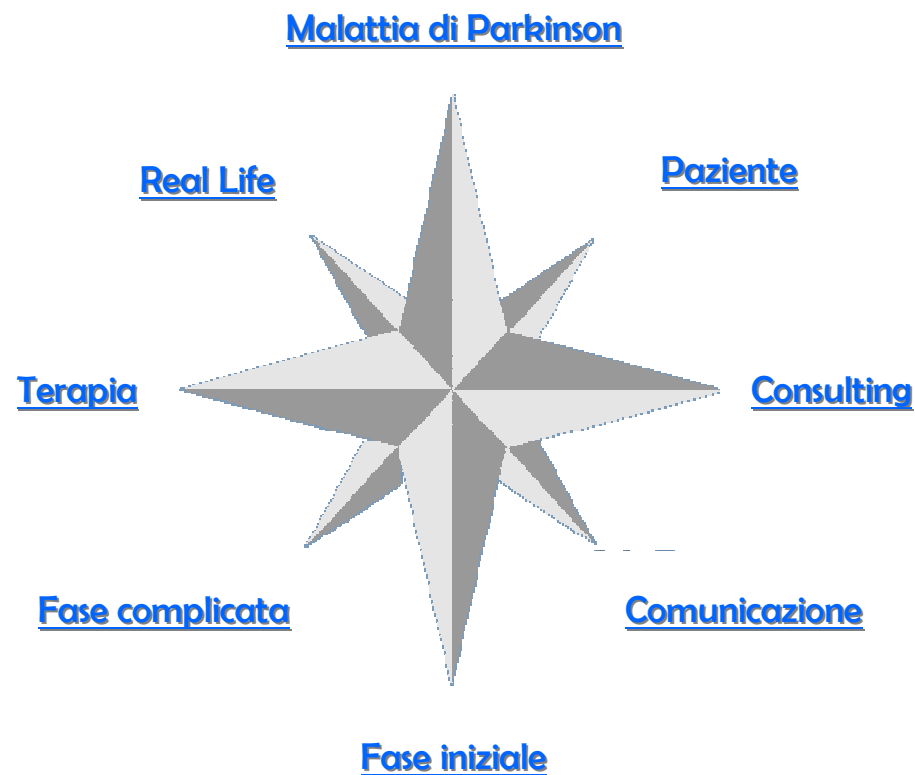 Malattia di Parkinson
Paziente
Real Life
Terapia
Consulting
Fase complicata
Comunicazione
Fase iniziale